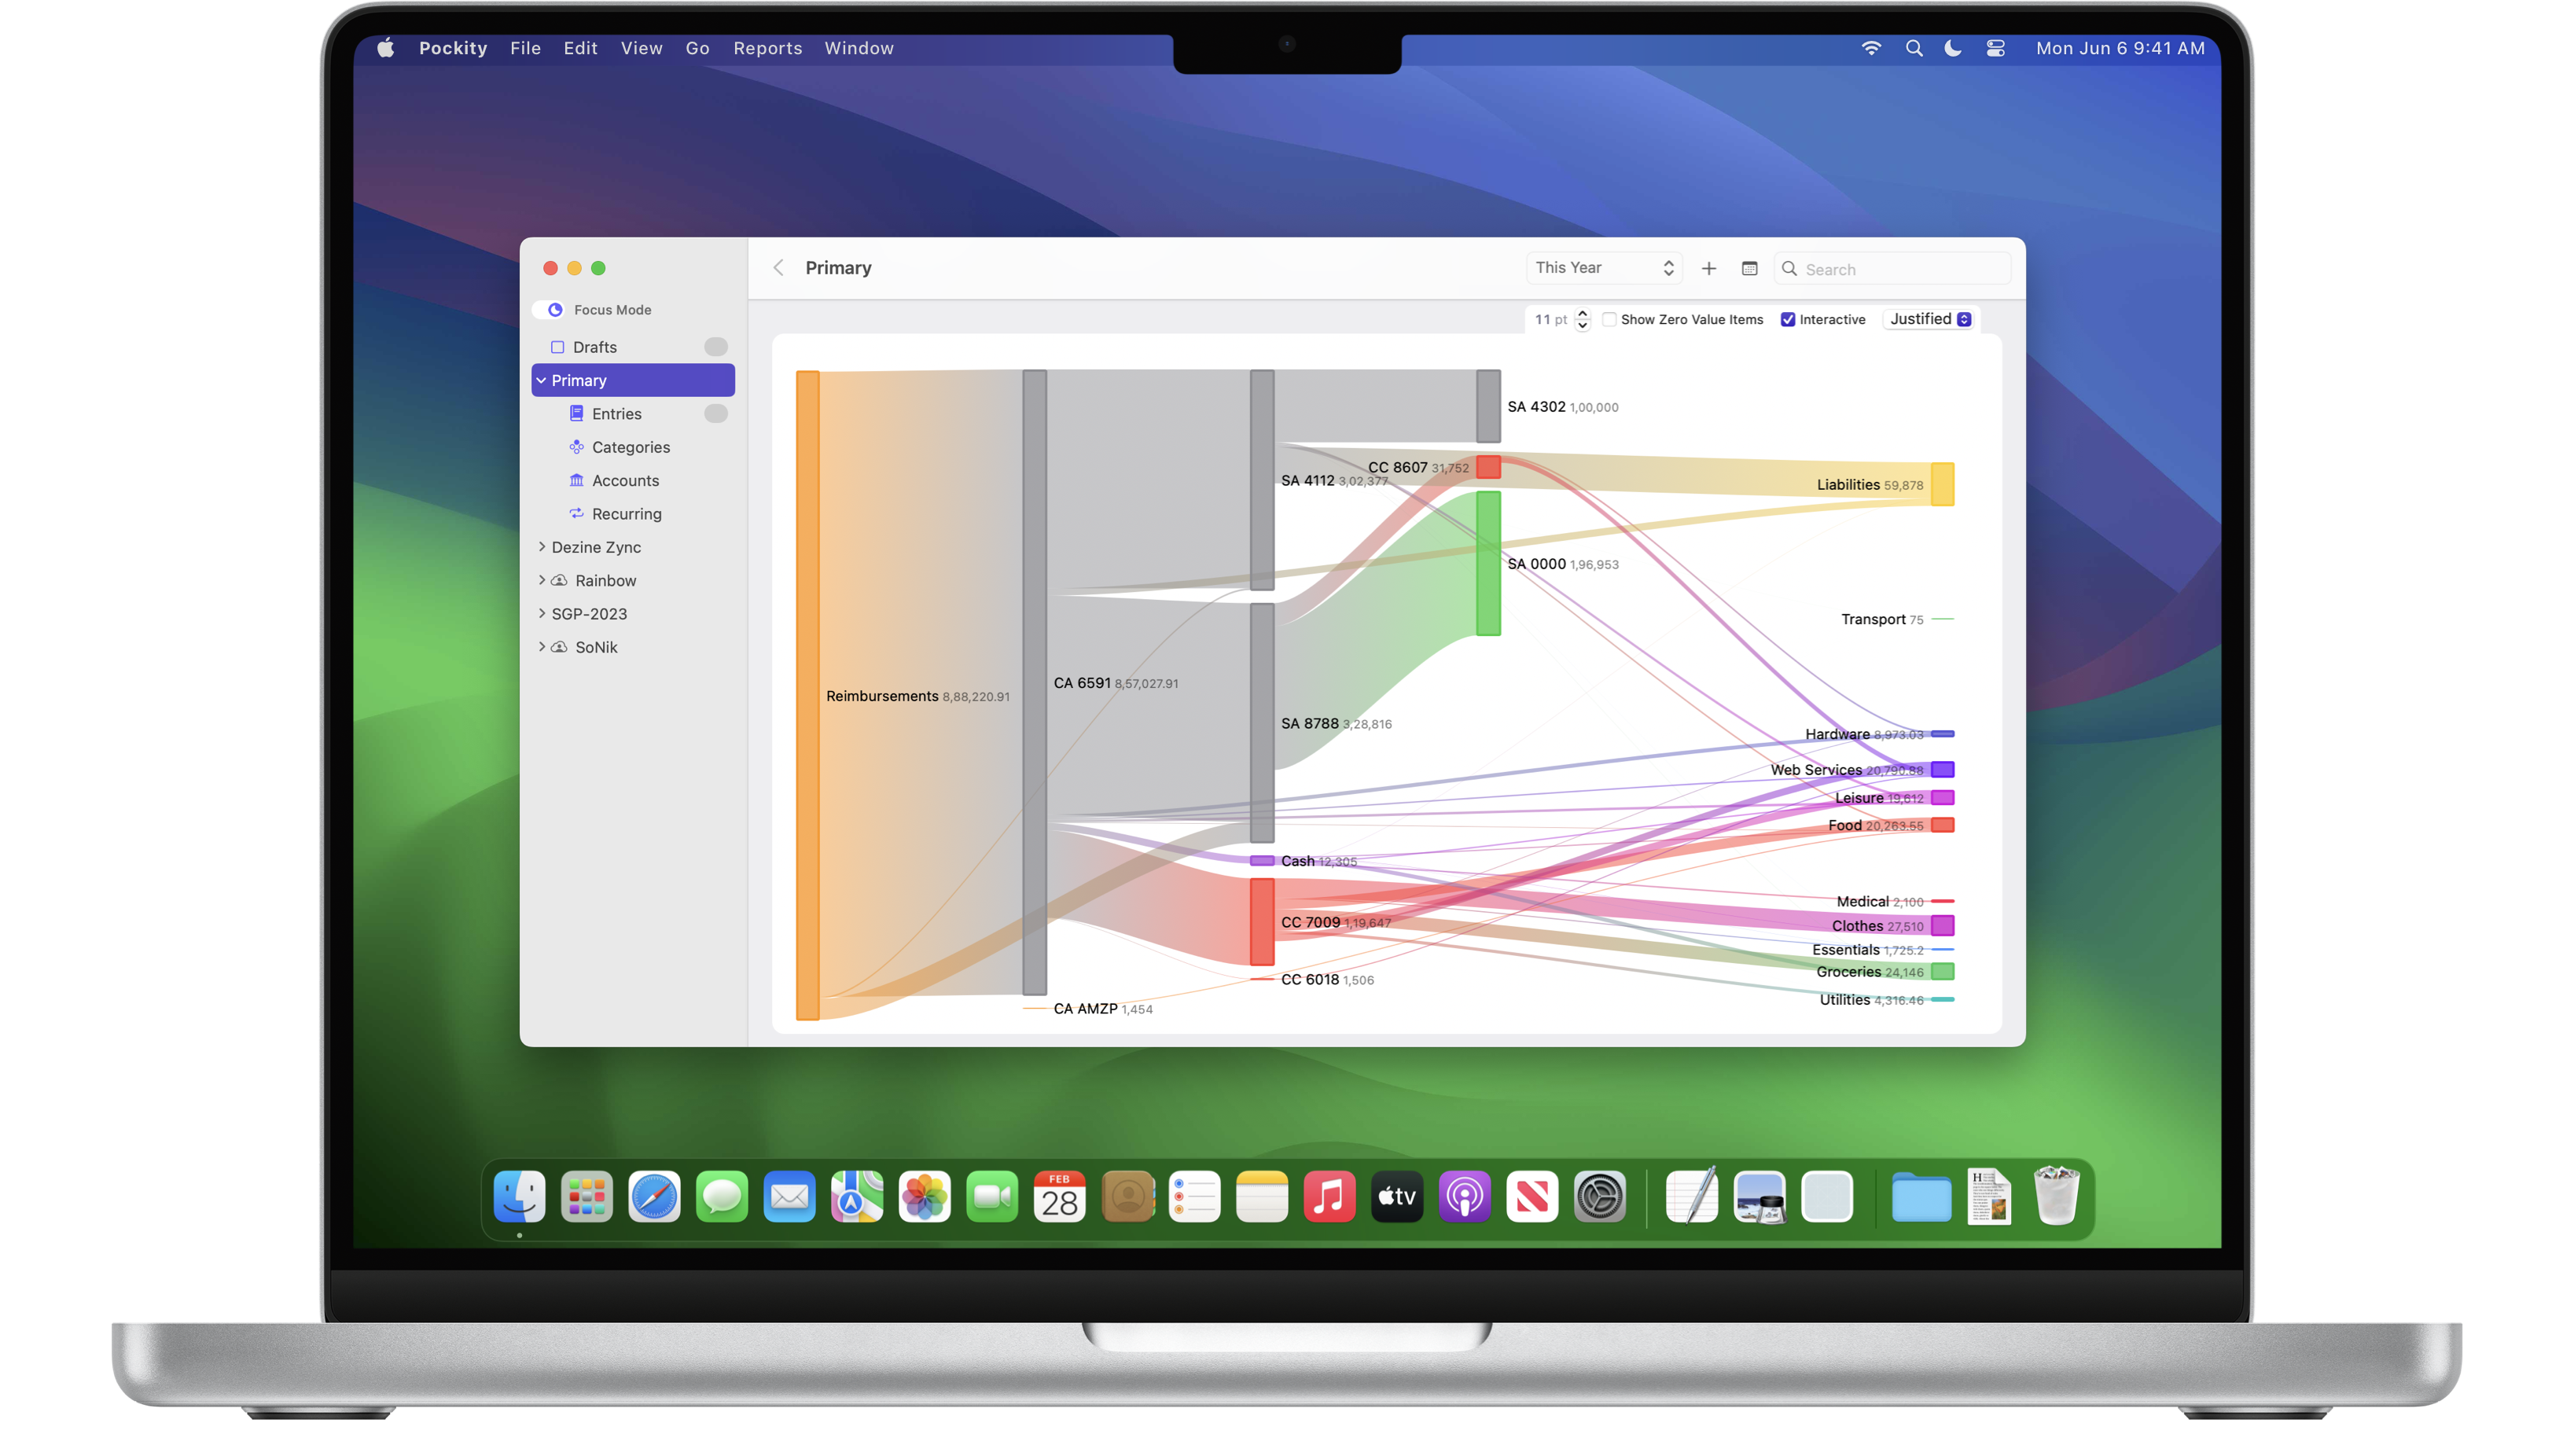 Pockity File Edit View Go Reports Window
Mon Jun 6 9:41 AM
Primary
This Year
Search
Focus Mode
11 pt
Show Zero Value Items
Interactive
Justified
Drafts
Primary
Entries
Categories
Accounts
Recurring
Dezine Zync
Rainbow
SGP-2023
SoNik
Reimbursements 8,88,220.91
CA 6591 8,57,027.91
CA AMZP 1,454
SA 4112 3,02,377
SA 8788 3,28,816
Cash 12,305
CC 7009 1,19,647
CC 6018 1,506
SA 4302 1,00,000
CC 8607 31,752
SA 0000 1,96,953
Liabilities 59,878
Transport 75
Hardware 8,973.03
Web Services 20,790.88
Leisure 19,612
Food 20,263.55
Medical 2,100
Clothes 27,510
Essentials 1,725.2
Groceries 24,146
Utilities 4,316.46
FEB
28
tv